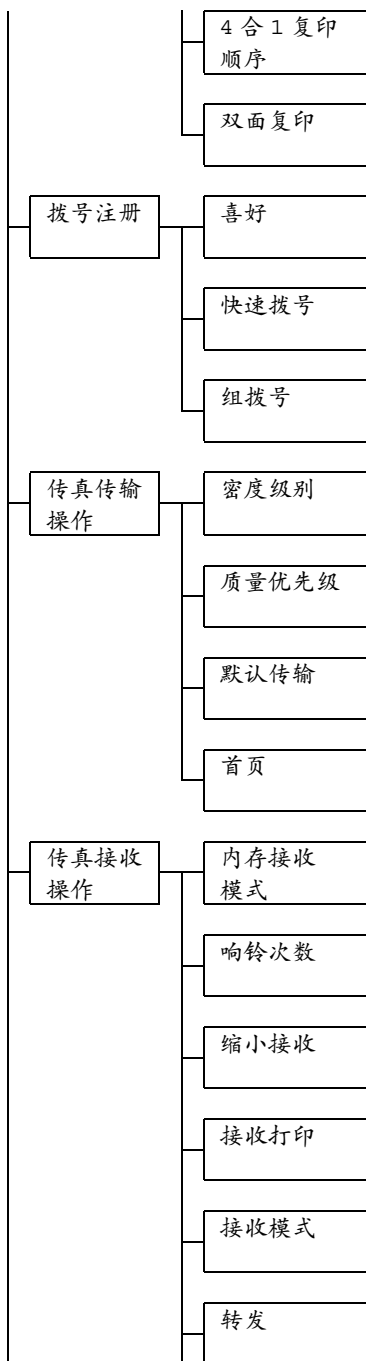 4 合 1 复印
顺序
双面复印
拨号注册
喜好
快速拨号
组拨号
传真传输
操作
密度级别
质量优先级
默认传输
首页
传真接收
操作
内存接收
模式
响铃次数
缩小接收
接收打印
接收模式
转发